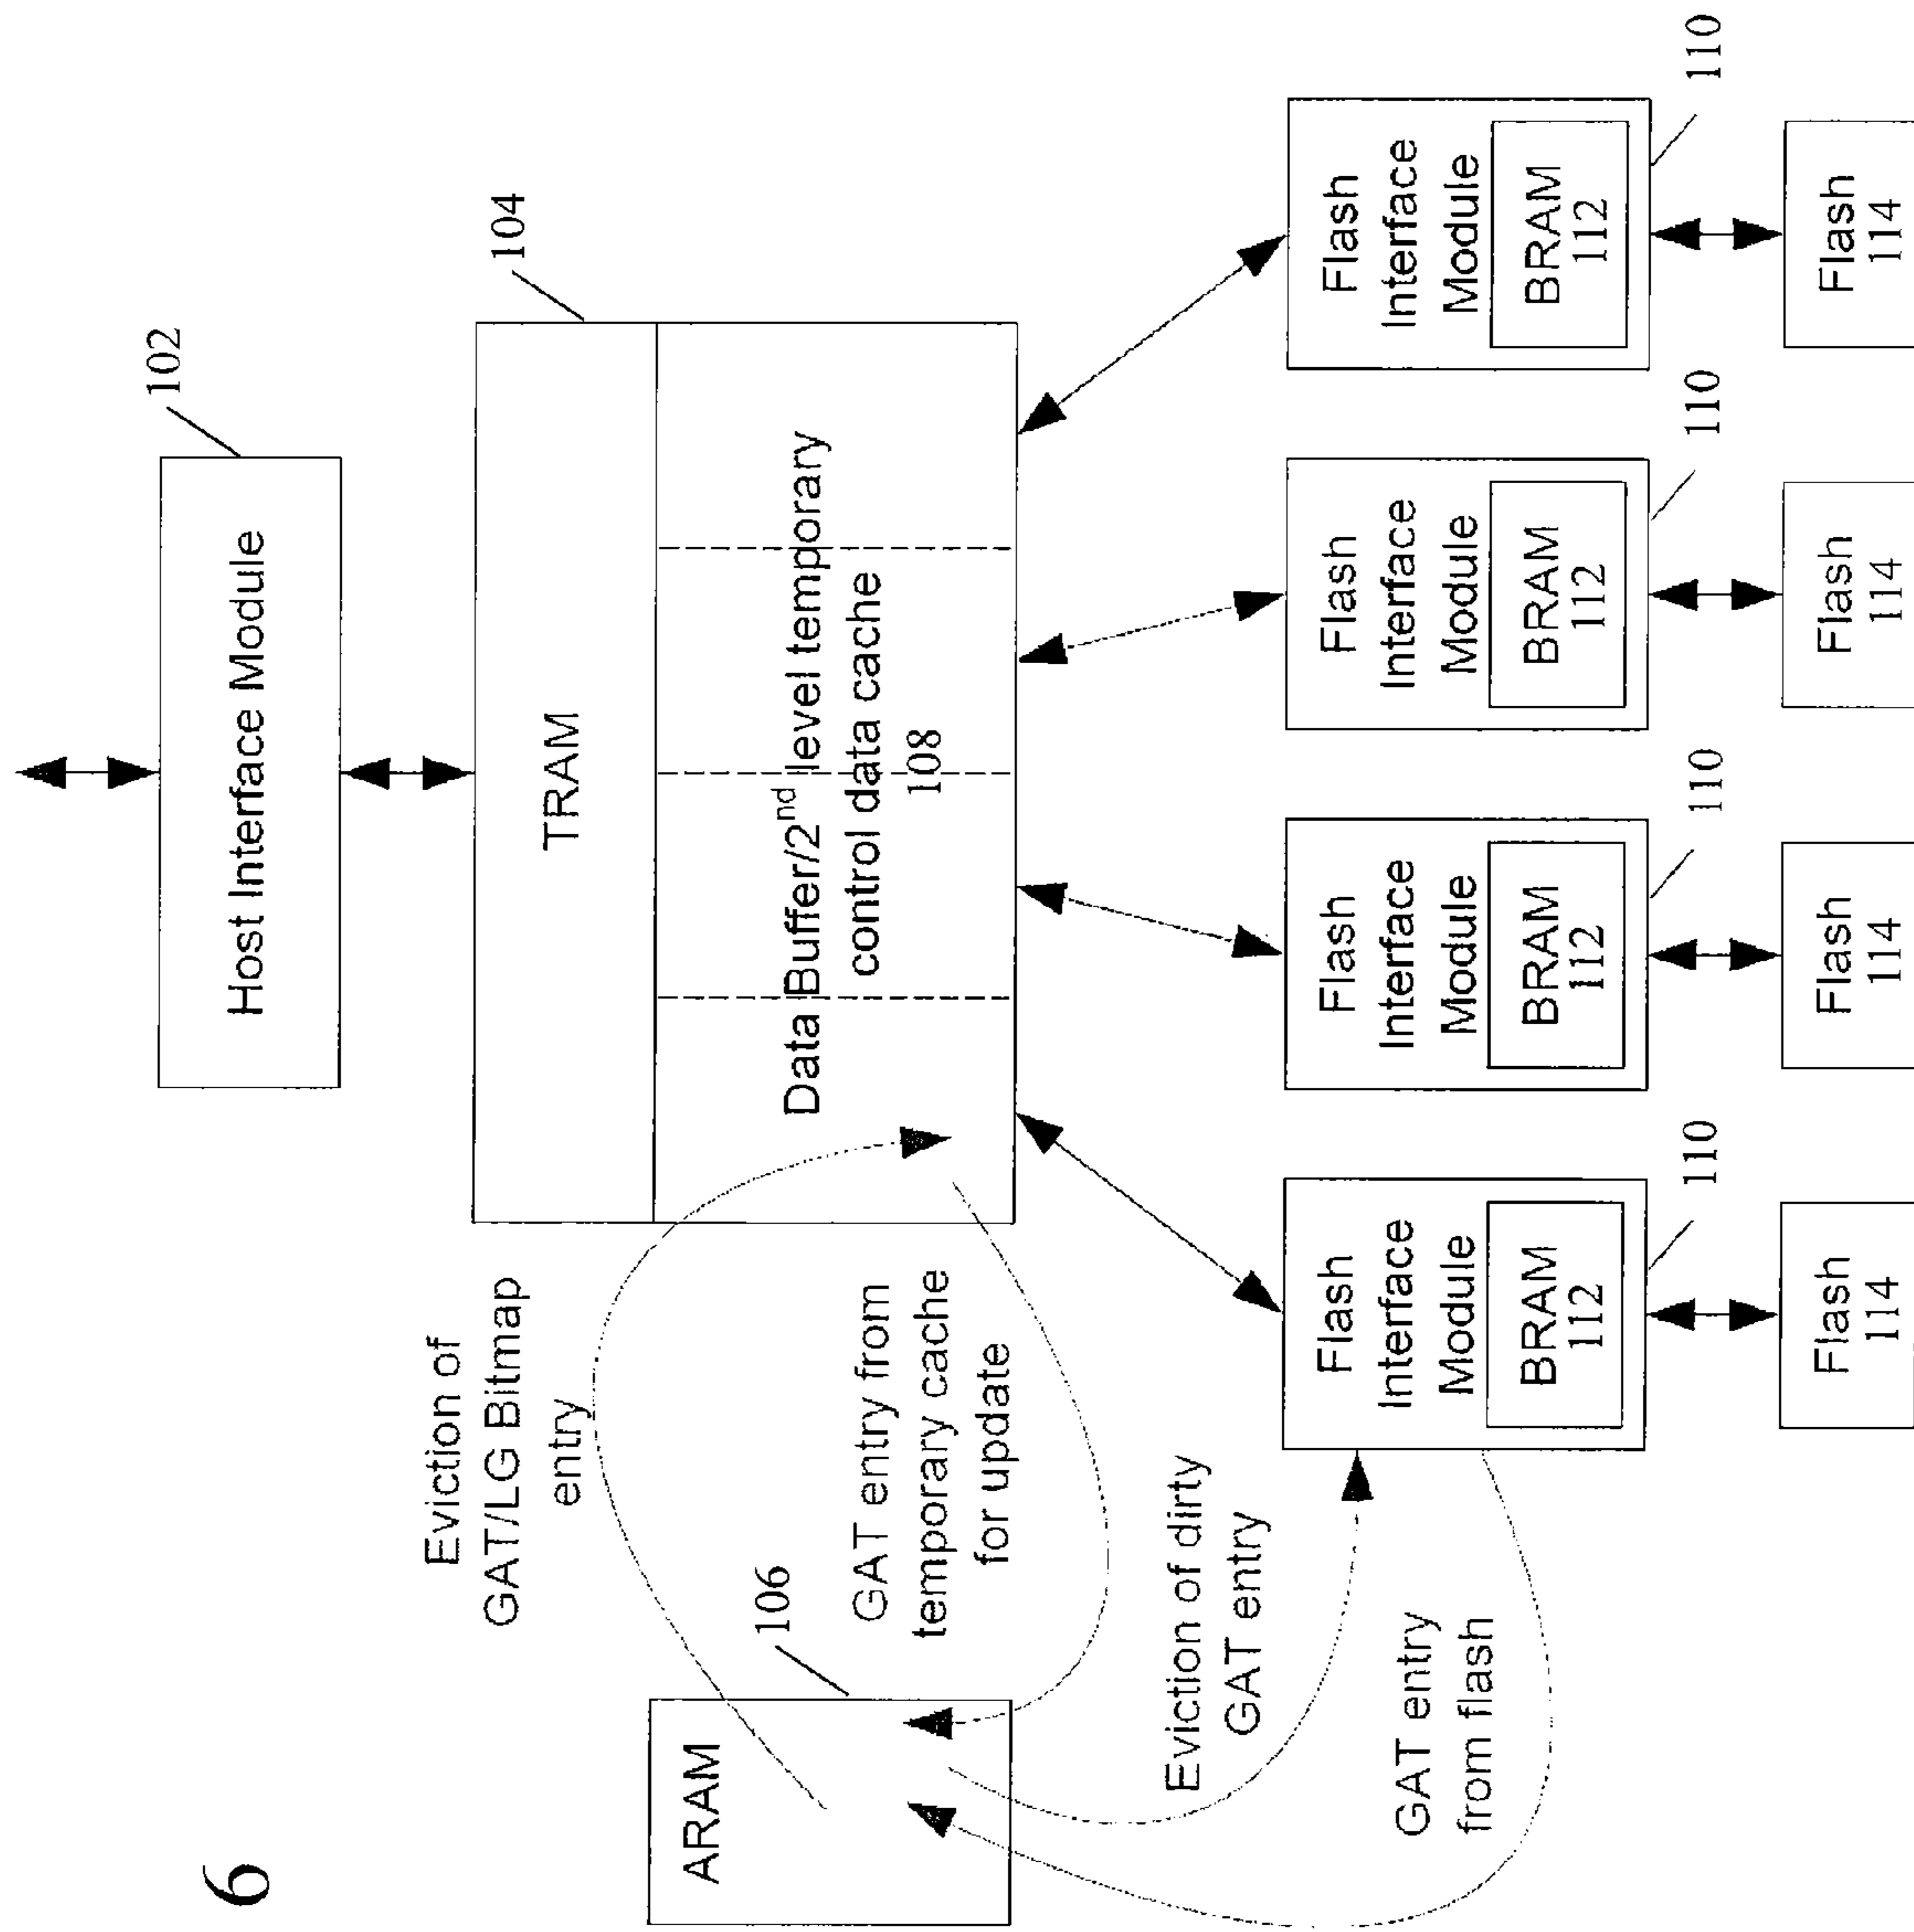 6
102
Host Interface Module
104
TRAM
Data Buffer/2nd level temporary
control data cache
108
Eviction of
GAT/LG Bitmap
entry
106
ARAM
GAT entry from
temporary cache
for update
Eviction of dirty
GAT entry
GAT entry
from flash
Flash
Interface
Module
BRAM
112
110
Flash
114
Flash
Interface
Module
BRAM
112
110
Flash
114
Flash
Interface
Module
BRAM
112
110
Flash
114
Flash
Interface
Module
BRAM
112
110
Flash
114